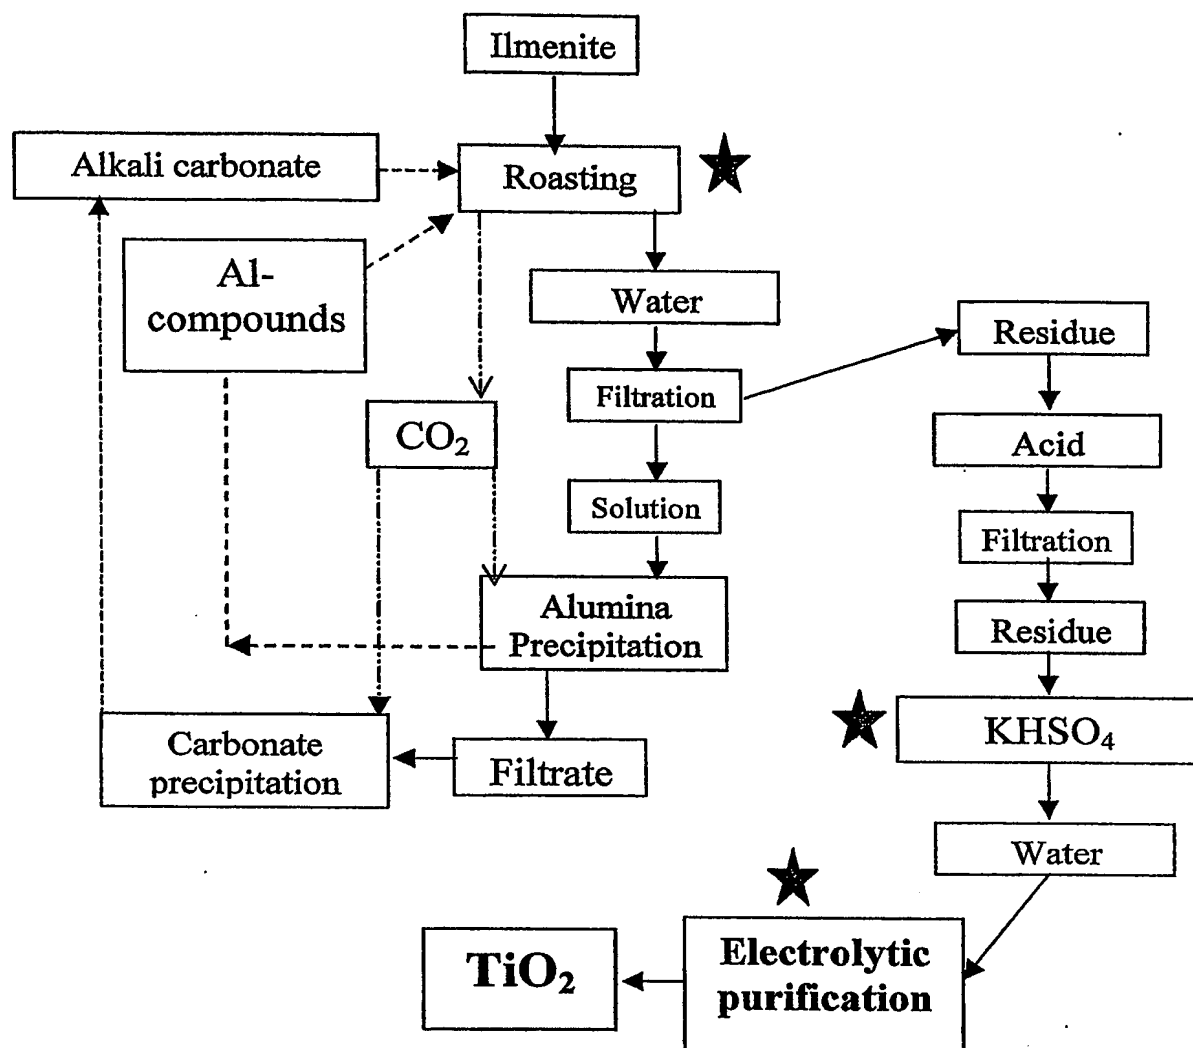 Ilmenite
Alkali carbonate
Roasting
Al-
compounds
Water
Residue
Filtration
CO₂
Acid
Solution
Filtration
Alumina
Precipitation
Residue
KHSO₄
Carbonate
precipitation
Filtrate
Water
TiO₂
Electrolytic
purification